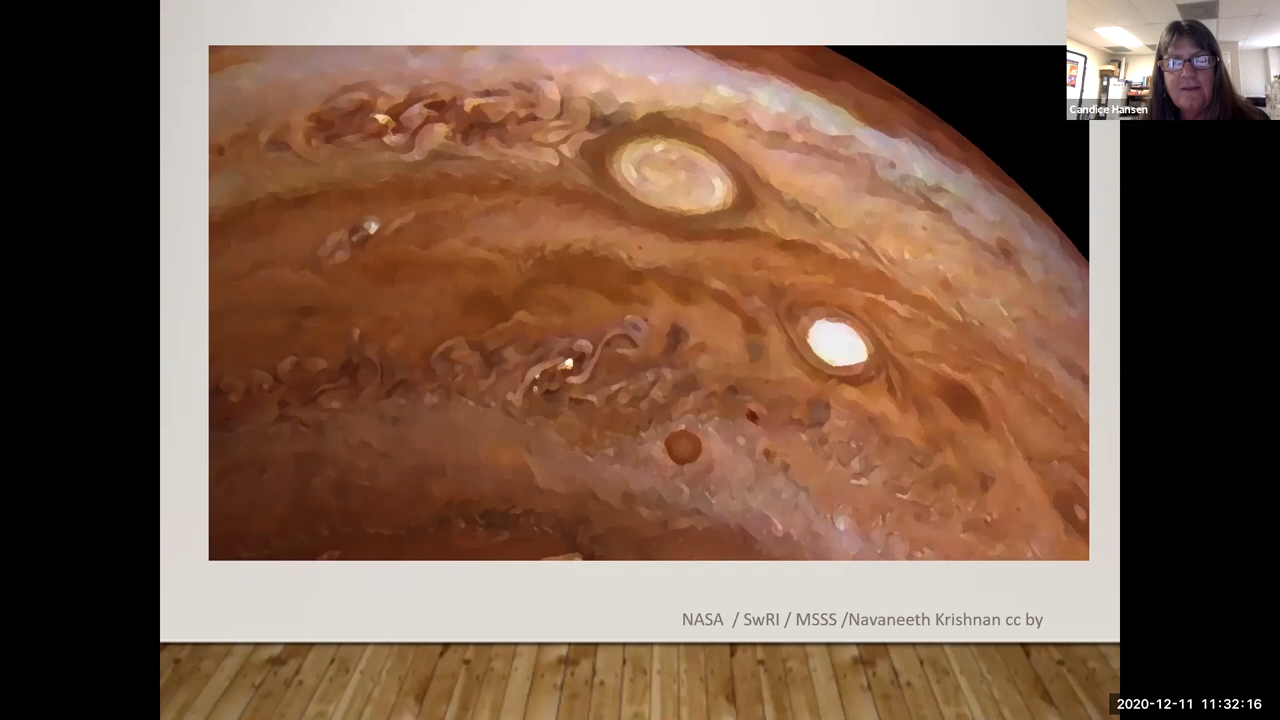 Candice Hansen
NASA / SwRI / MSSS /Navaneeth Krishnan cc by
2020-12-11 11:32:16